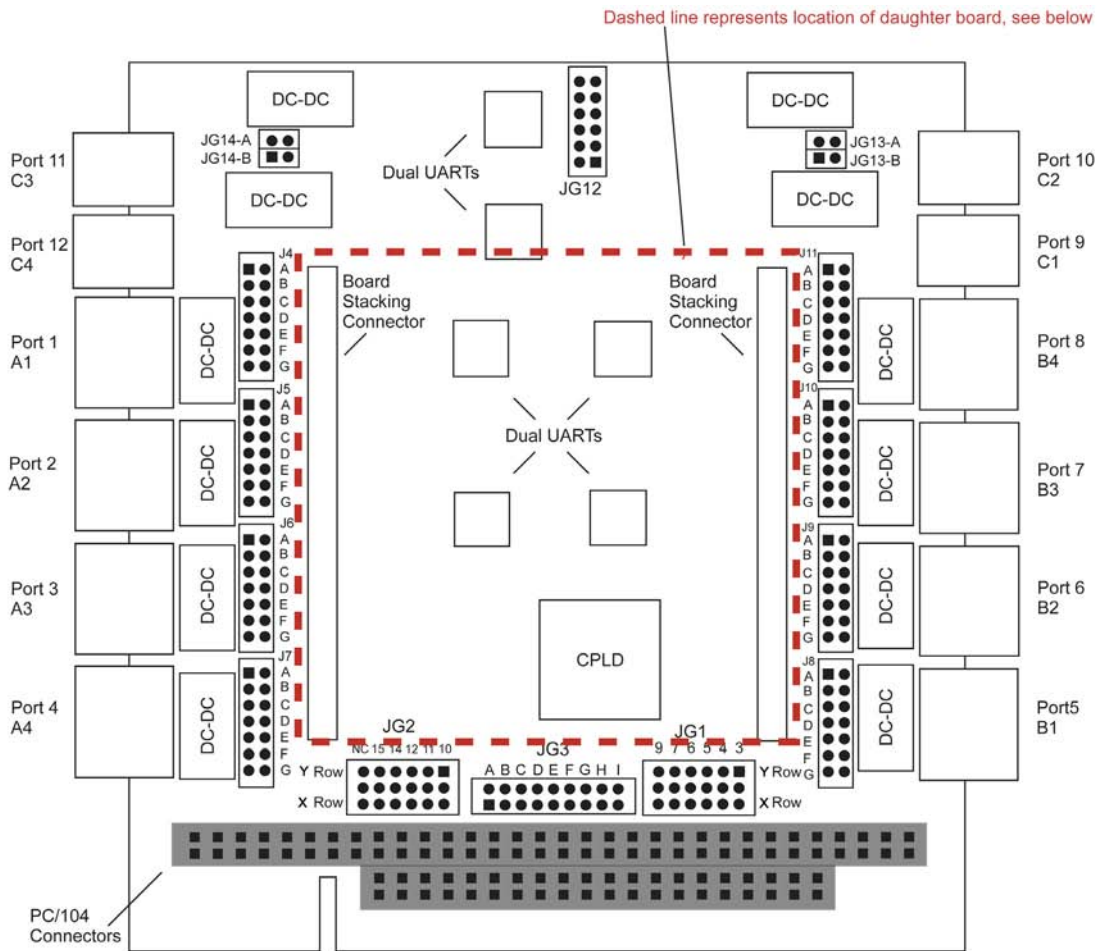 Dashed line represents location of daughter board, see below
DC-DC
DC-DC
JG14-A
JG14-B
JG13-A
JG13-B
Port 11
C3
Dual UARTs
JG12
Port 10
C2
DC-DC
DC-DC
Port 12
C4
Port 9
C1
J4
A
B
C
D
E
F
G
Board
Stacking
Connector
Board
Stacking
Connector
J11
A
B
C
D
E
F
G
Port 1
A1
DC-DC
DC-DC
Port 8
B4
J5
A
B
C
D
E
F
G
Dual UARTs
J10
A
B
C
D
E
F
G
Port 2
A2
DC-DC
DC-DC
Port 7
B3
J6
A
B
C
D
E
F
G
J9
A
B
C
D
E
F
G
Port 3
A3
DC-DC
DC-DC
Port 6
B2
CPLD
J7
A
B
C
D
E
F
G
J8
A
B
C
D
E
F
G
Port 4
A4
DC-DC
DC-DC
Port5
B1
JG2
NC 15 14 12 11 10
Y Row
X Row
JG3
A B C D E F G H I
JG1
9 7 6 5 4 3
Y Row
X Row
PC/104
Connectors